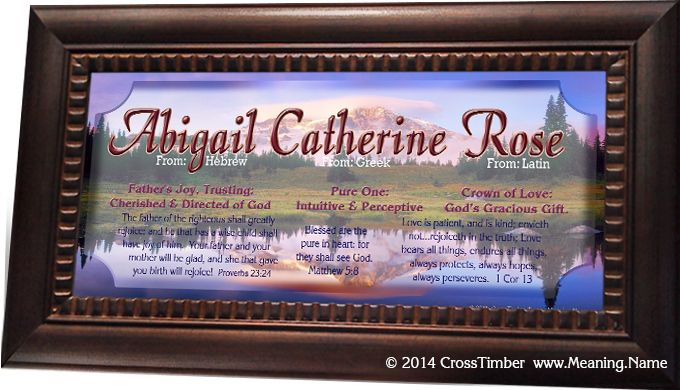 Abigail Catherine Rose
From: Hebrew From: Greek From: Latin
Father's Joy, Trusting:
Cherished & Directed of God
The father of the righteous shall greatly
rejoice: and he that has a wise child shall
have joy of him. Your father and your
mother will be glad, and she that gave
you birth will rejoice! Proverbs 23:24
Pure One:
Intuitive & Perceptive
Blessed are the
pure in heart: for
they shall see God.
Matthew 5:8
Crown of Love:
God's Gracious Gift.
Love is patient, and is kind; envieth
not...rejoiceth in the truth; Love
bears all things, endures all things,
always protects, always hopes,
always perseveres. 1 Cor 13
© 2014 CrossTimber www.Meaning.Name